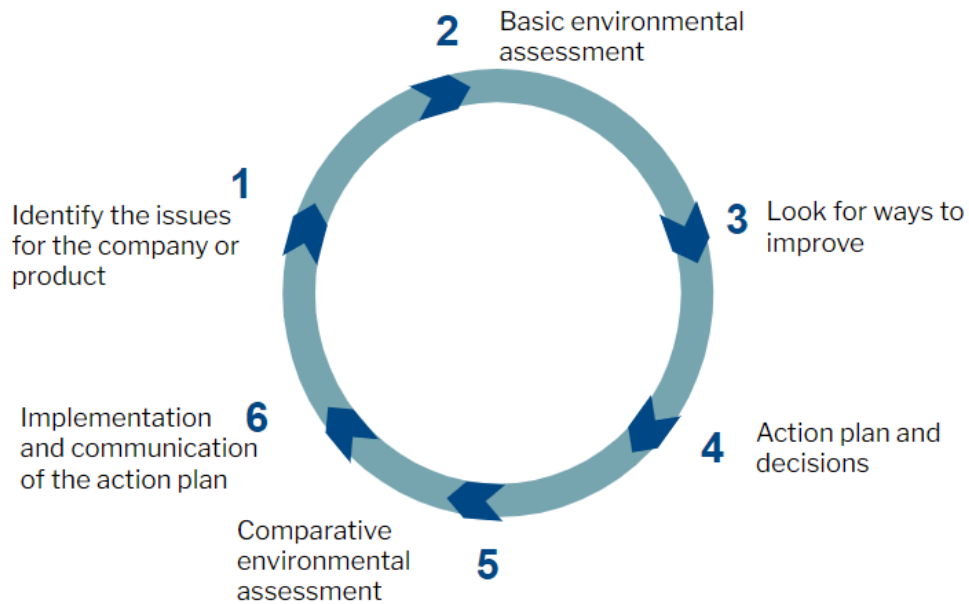 1
Identify the issues
for the company or
product
2
Basic environmental
assessment
3
Look for ways to
improve
4
Action plan and
decisions
5
Comparative
environmental
assessment
6
Implementation
and communication
of the action plan